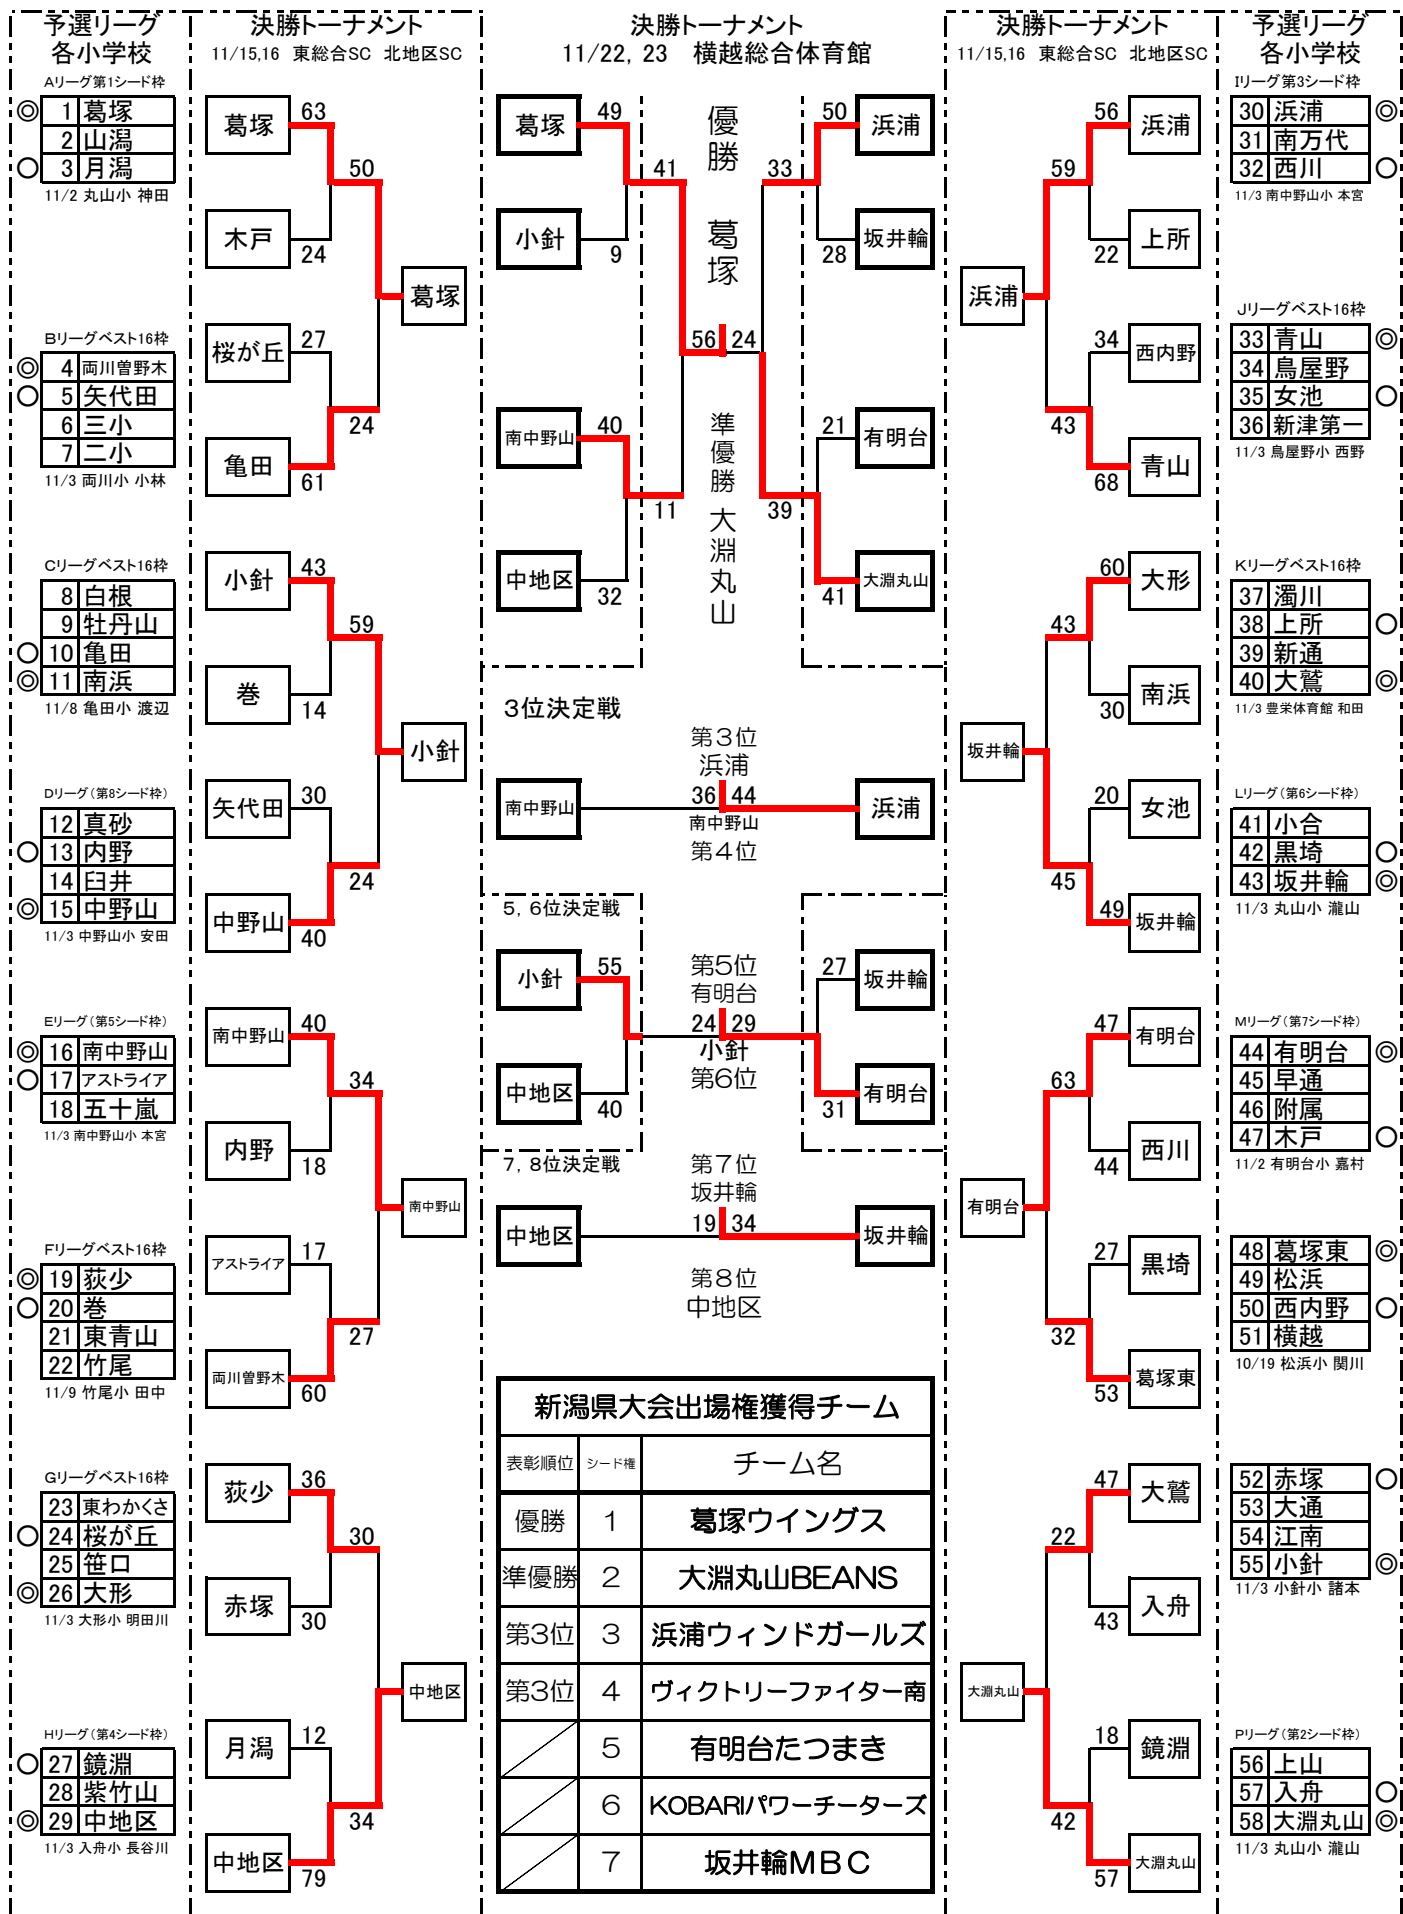 予選リーグ
各小学校
Aリーグ第1シード枠
◎ 1 葛塚
2 山潟
○ 3 月潟
11/2 丸山小 神田
Bリーグベスト16枠
◎ 4 両川曽野木
○ 5 矢代田
6 三小
7 二小
11/3 両川小 小林
Cリーグベスト16枠
8 白根
9 牡丹山
○ 10 亀田
◎ 11 南浜
11/8 亀田小 渡辺
Dリーグ(第8シード枠)
12 真砂
○ 13 内野
14 臼井
◎ 15 中野山
11/3 中野山小 安田
Eリーグ(第5シード枠)
◎ 16 南中野山
○ 17 アストライア
18 五十嵐
11/3 南中野山小 本宮
Fリーグベスト16枠
◎ 19 荻少
○ 20 巻
21 東青山
22 竹尾
11/9 竹尾小 田中
Gリーグベスト16枠
23 東わかくさ
○ 24 桜が丘
25 笹口
◎ 26 大形
11/3 大形小 明田川
Hリーグ(第4シード枠)
○ 27 鏡淵
28 紫竹山
◎ 29 中地区
11/3 入舟小 長谷川
決勝トーナメント
11/15,16 東総合SC 北地区SC
葛塚 63
50
木戸 24
葛塚
桜が丘 27
24
亀田 61
小針 43
59
巻 14
小針
矢代田 30
24
中野山 40
南中野山 40
34
内野 18
南中野山
アストライア 17
27
両川曽野木 60
荻少 36
30
赤塚 30
中地区
月潟 12
34
中地区 79
決勝トーナメント
11/22, 23 横越総合体育館
葛塚 49
41
小針 9
南中野山 40
11
中地区 32
優勝
葛塚
56 24
準優勝
大淵丸山
50 浜浦
33
28 坂井輪
21 有明台
39
41 大淵丸山
3位決定戦
第3位
浜浦
南中野山 36 44 浜浦
南中野山
第4位
5, 6位決定戦
小針 55
中地区 40
第5位
有明台
24 29
小針
第6位
27 坂井輪
31 有明台
7, 8位決定戦
第7位
坂井輪
中地区 19 34 坂井輪
第8位
中地区
新潟県大会出場権獲得チーム
表彰順位 シード権 チーム名
優勝 1 葛塚ウイングス
準優勝 2 大淵丸山BEANS
第3位 3 浜浦ウィンドガールズ
第3位 4 ヴィクトリーファイター南
5 有明台たつまき
6 KOBARIパワーチーターズ
7 坂井輪MBC
決勝トーナメント
11/15,16 東総合SC 北地区SC
56 浜浦
59
22 上所
浜浦
34 西内野
43
68 青山
60 大形
43
30 南浜
坂井輪
20 女池
45
49 坂井輪
47 有明台
63
44 西川
有明台
27 黒埼
32
53 葛塚東
47 大鷲
22
43 入舟
大淵丸山
18 鏡淵
42
57 大淵丸山
予選リーグ
各小学校
Iリーグ第3シード枠
30 浜浦 ◎
31 南万代
32 西川 ○
11/3 南中野山小 本宮
Jリーグベスト16枠
33 青山 ◎
34 鳥屋野
35 女池 ○
36 新津第一
11/3 鳥屋野小 西野
Kリーグベスト16枠
37 濁川
38 上所 ○
39 新通
40 大鷲 ◎
11/3 豊栄体育館 和田
Lリーグ(第6シード枠)
41 小合
42 黒埼 ○
43 坂井輪 ◎
11/3 丸山小 瀧山
Mリーグ(第7シード枠)
44 有明台 ◎
45 早通
46 附属
47 木戸 ○
11/2 有明台小 嘉村
48 葛塚東 ◎
49 松浜
50 西内野 ○
51 横越
10/19 松浜小 関川
52 赤塚 ○
53 大通
54 江南
55 小針 ◎
11/3 小針小 諸本
Pリーグ(第2シード枠)
56 上山
57 入舟 ○
58 大淵丸山 ◎
11/3 丸山小 瀧山